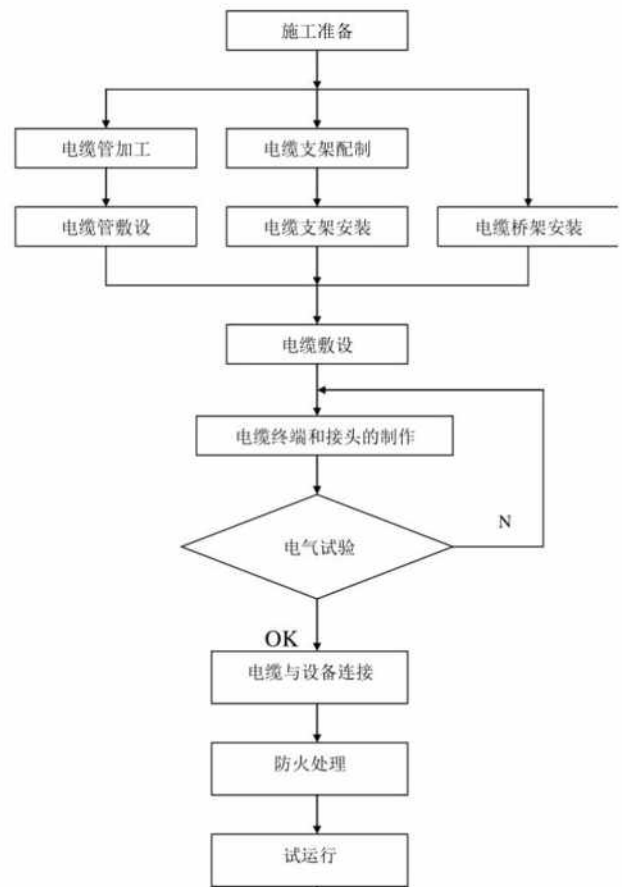 施工准备
电缆管加工
电缆支架配制
电缆管敷设
电缆支架安装
电缆桥架安装
电缆敷设
电缆终端和接头的制作
电气试验
N
OK
电缆与设备连接
防火处理
试运行